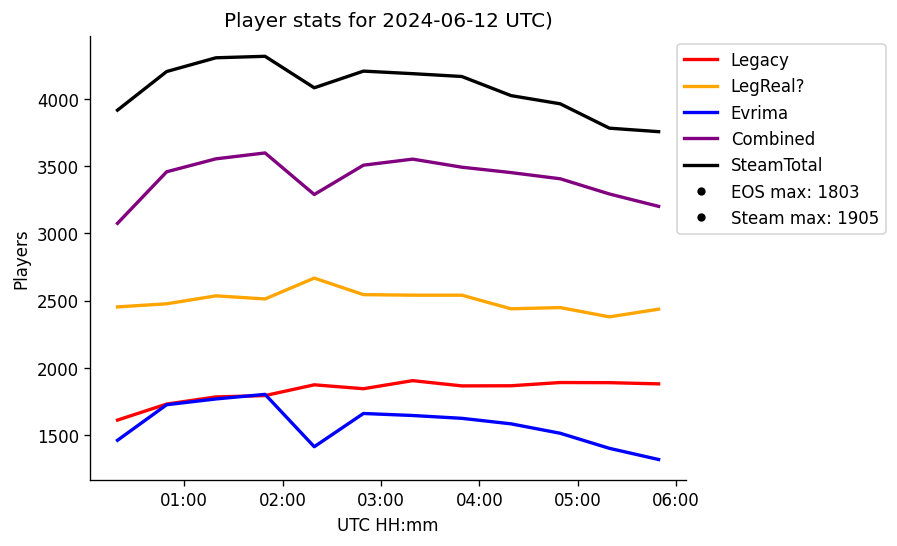 Player stats for 2024-06-12 UTC)
Legacy
LegReal?
Evrima
Combined
SteamTotal
EOS max: 1803
Steam max: 1905
Players
4000
3500
3000
2500
2000
1500
01:00 02:00 03:00 04:00 05:00 06:00
UTC HH:mm